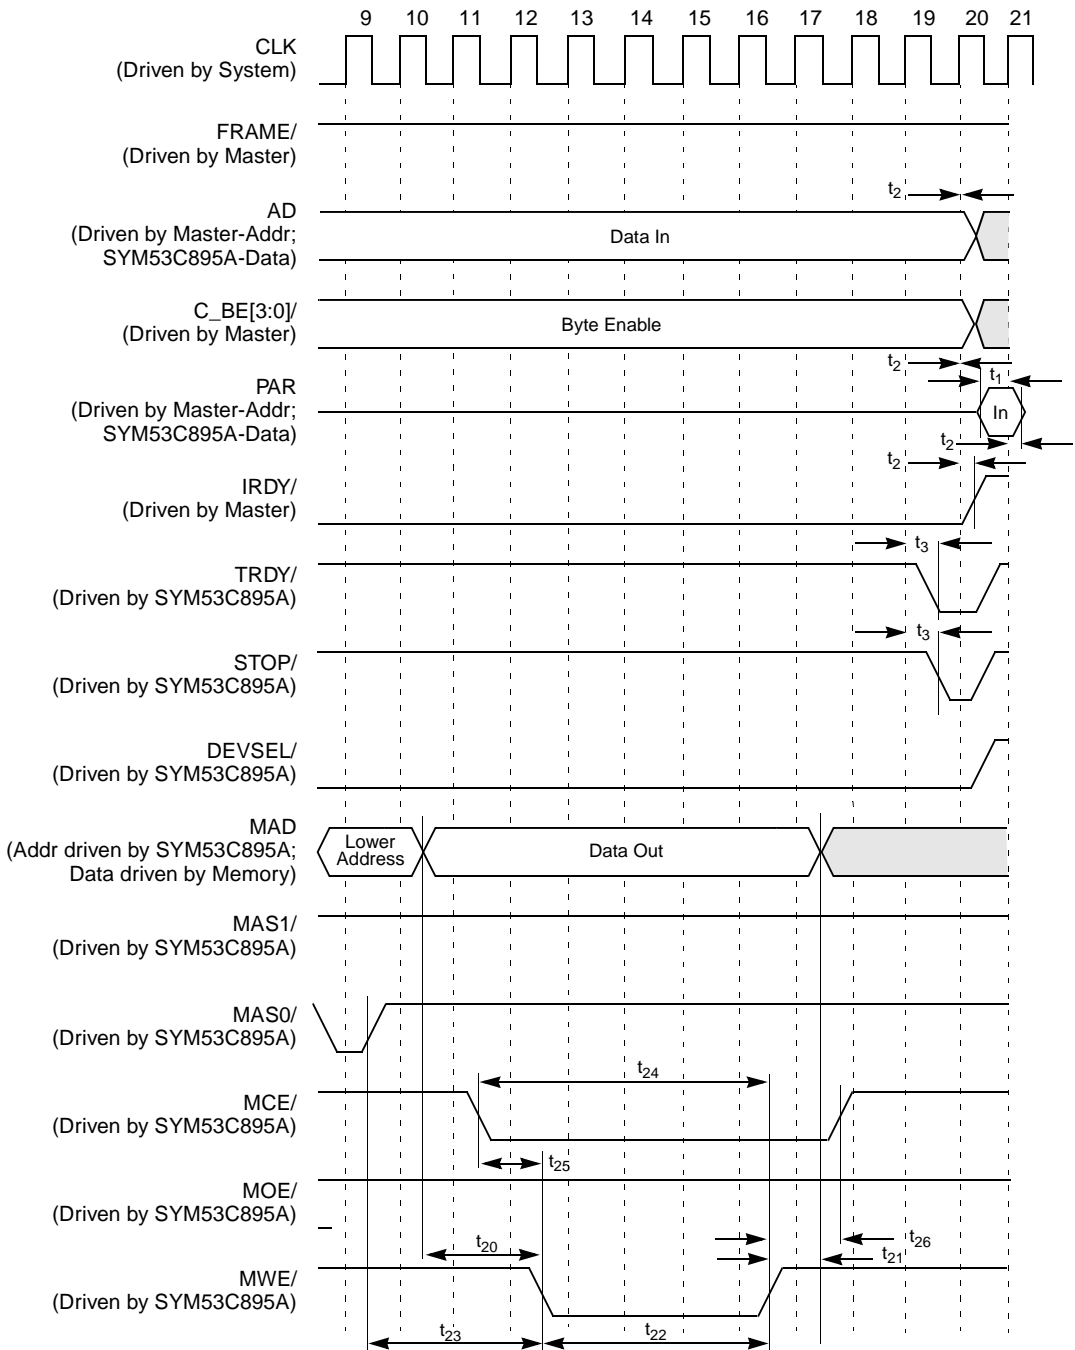 9 10 11 12 13 14 15 16 17 18 19 20 21
CLK
(Driven by System)
FRAME/
(Driven by Master)
t2
AD
(Driven by Master-Addr;
SYM53C895A-Data)
Data In
C_BE[3:0]/
(Driven by Master)
Byte Enable
t2
t1
PAR
(Driven by Master-Addr;
SYM53C895A-Data)
In
t2
t2
IRDY/
(Driven by Master)
t3
TRDY/
(Driven by SYM53C895A)
t3
STOP/
(Driven by SYM53C895A)
DEVSEL/
(Driven by SYM53C895A)
MAD
(Addr driven by SYM53C895A;
Data driven by Memory)
Lower
Address
Data Out
MAS1/
(Driven by SYM53C895A)
MAS0/
(Driven by SYM53C895A)
t24
MCE/
(Driven by SYM53C895A)
t25
MOE/
(Driven by SYM53C895A)
t20
t26
t21
MWE/
(Driven by SYM53C895A)
t23
t22